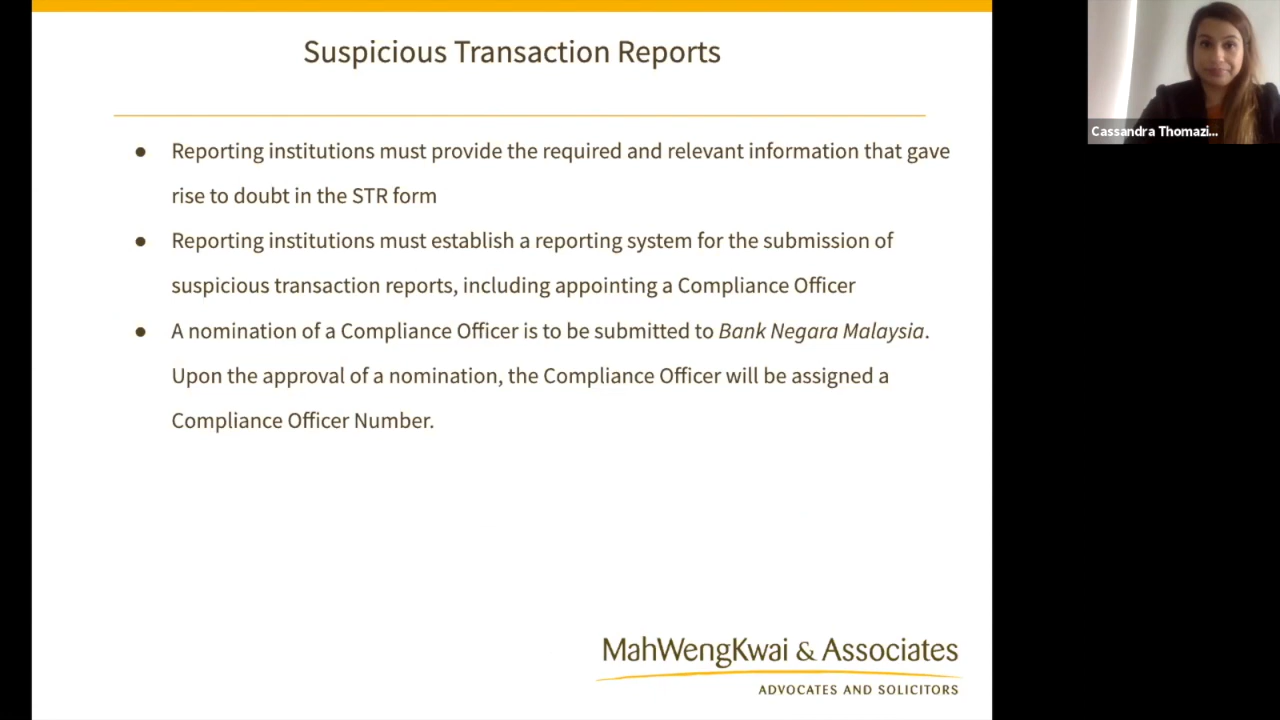 Suspicious Transaction Reports
● Reporting institutions must provide the required and relevant information that gave
rise to doubt in the STR form
● Reporting institutions must establish a reporting system for the submission of
suspicious transaction reports, including appointing a Compliance Officer
● A nomination of a Compliance Officer is to be submitted to Bank Negara Malaysia.
Upon the approval of a nomination, the Compliance Officer will be assigned a
Compliance Officer Number.
MahWengKwai & Associates
ADVOCATES AND SOLICITORS
Cassandra Thomazi...